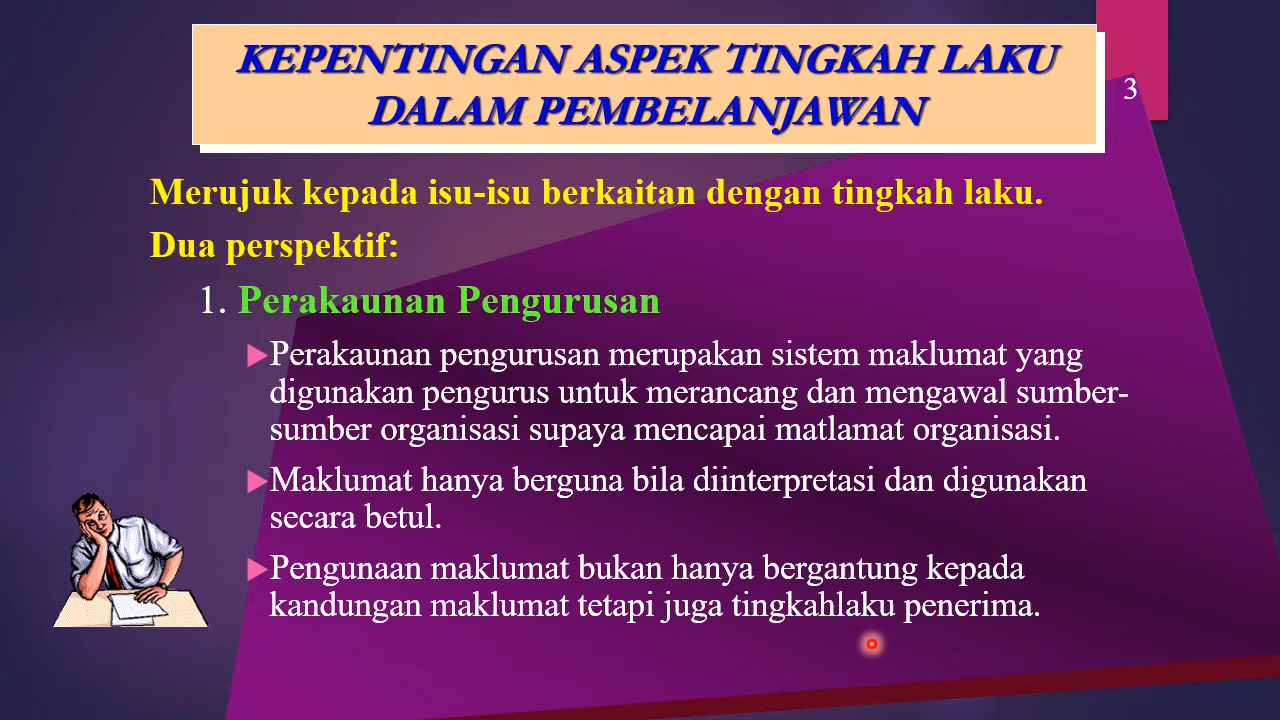 KEPENTINGAN ASPEK TINGKAH LAKU
DALAM PEMBELANJAWAN
3
Merujuk kepada isu-isu berkaitan dengan tingkah laku.
Dua perspektif:
1. Perakaunan Pengurusan
Perakaunan pengurusan merupakan sistem maklumat yang
digunakan pengurus untuk merancang dan mengawal sumber-
sumber organisasi supaya mencapai matlamat organisasi.
Maklumat hanya berguna bila diinterpretasi dan digunakan
secara betul.
Pengunaan maklumat bukan hanya bergantung kepada
kandungan maklumat tetapi juga tingkahlaku penerima.